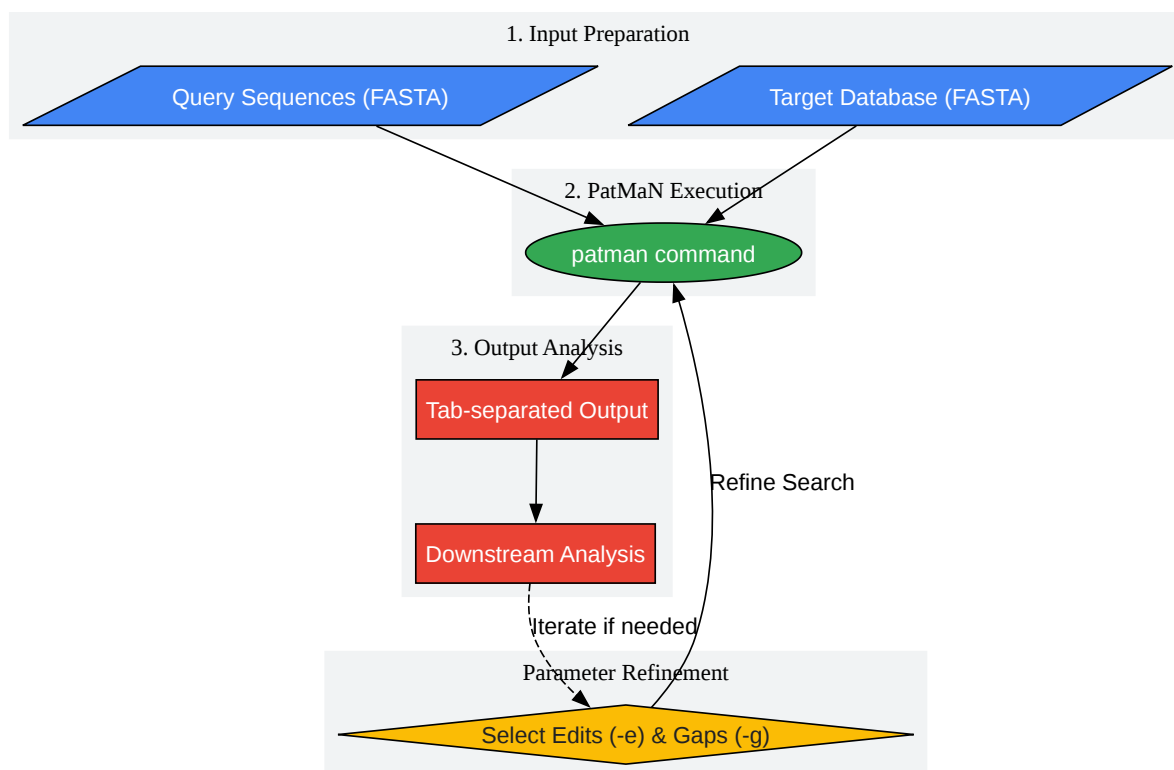 1. Input Preparation
Query Sequences (FASTA)
Target Database (FASTA)
2. PatMaN Execution
patman command
3. Output Analysis
Tab-separated Output
Refine Search
Downstream Analysis
Iterate if needed
Parameter Refinement
Select Edits (-e) & Gaps (-g)